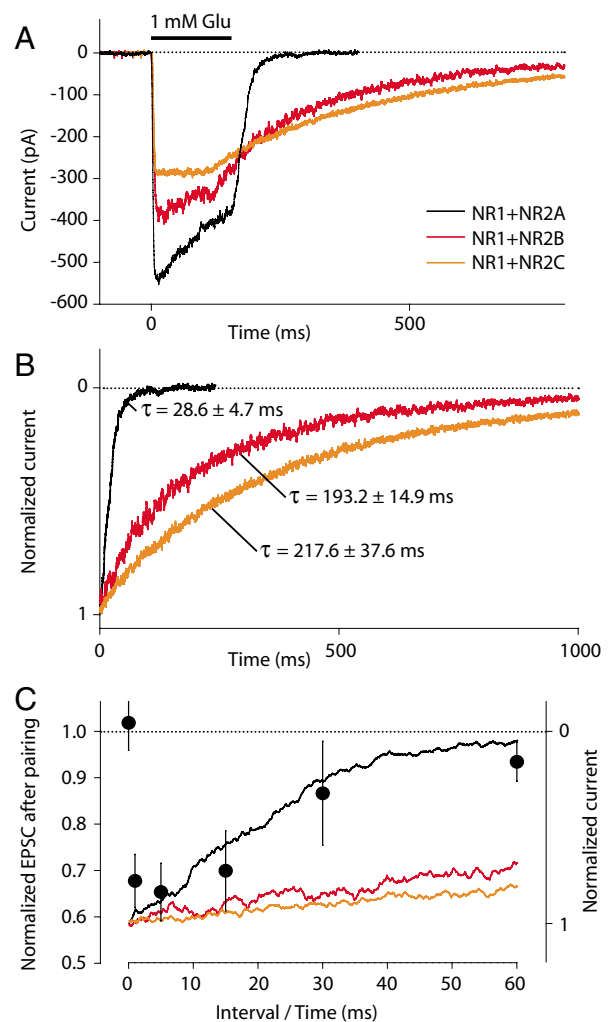 A
1 mM Glu
0
-100
-200
-300
-400
-500
-600
Current (pA)
NR1+NR2A
NR1+NR2B
NR1+NR2C
0
500
Time (ms)
B
0
1
Normalized current
τ = 28.6 ± 4.7 ms
τ = 193.2 ± 14.9 ms
τ = 217.6 ± 37.6 ms
0
500
1000
Time (ms)
C
1.0
0.9
0.8
0.7
0.6
0.5
Normalized EPSC after pairing
0
1
Normalized current
0
10
20
30
40
50
60
Interval / Time (ms)